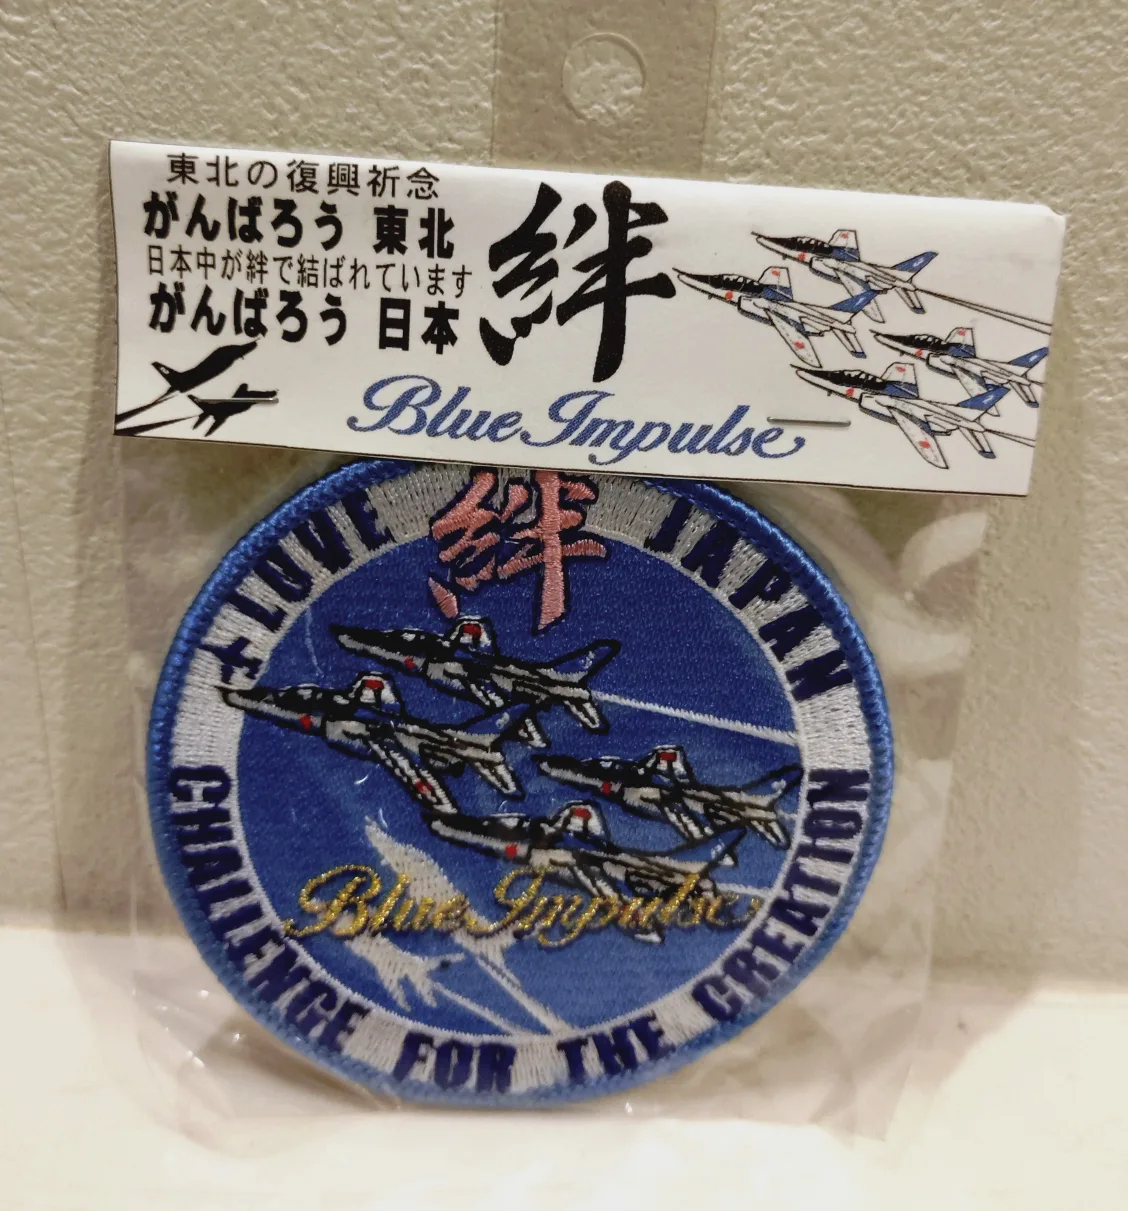 東北の復興祈念
がんばろう 東北
日本中が絆で結ばれています
がんばろう 日本
絆
Blue Impulse
絆
LOVE JAPAN
Blue Impulse
CHALLENGE FOR THE CREATION